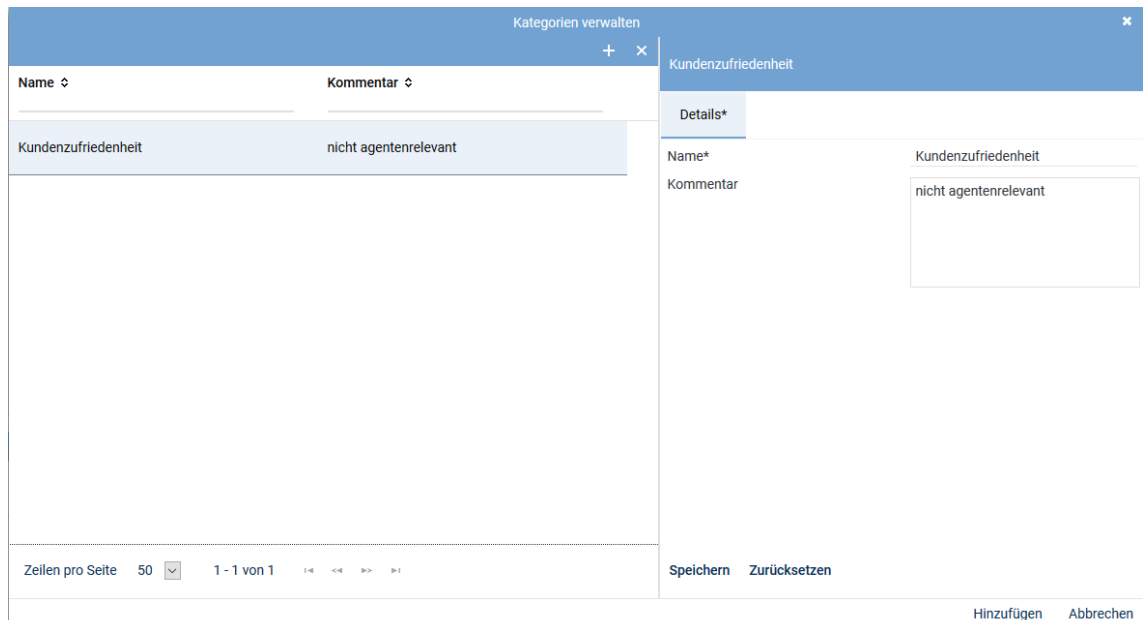 Kategorien verwalten
Name
Kommentar
Kundenzufriedenheit
nicht agentenrelevant
Zeilen pro Seite 50 1 - 1 von 1
Kundenzufriedenheit
Details*
Name* Kundenzufriedenheit
Kommentar nicht agentenrelevant
Speichern Zurücksetzen
Hinzufügen Abbrechen